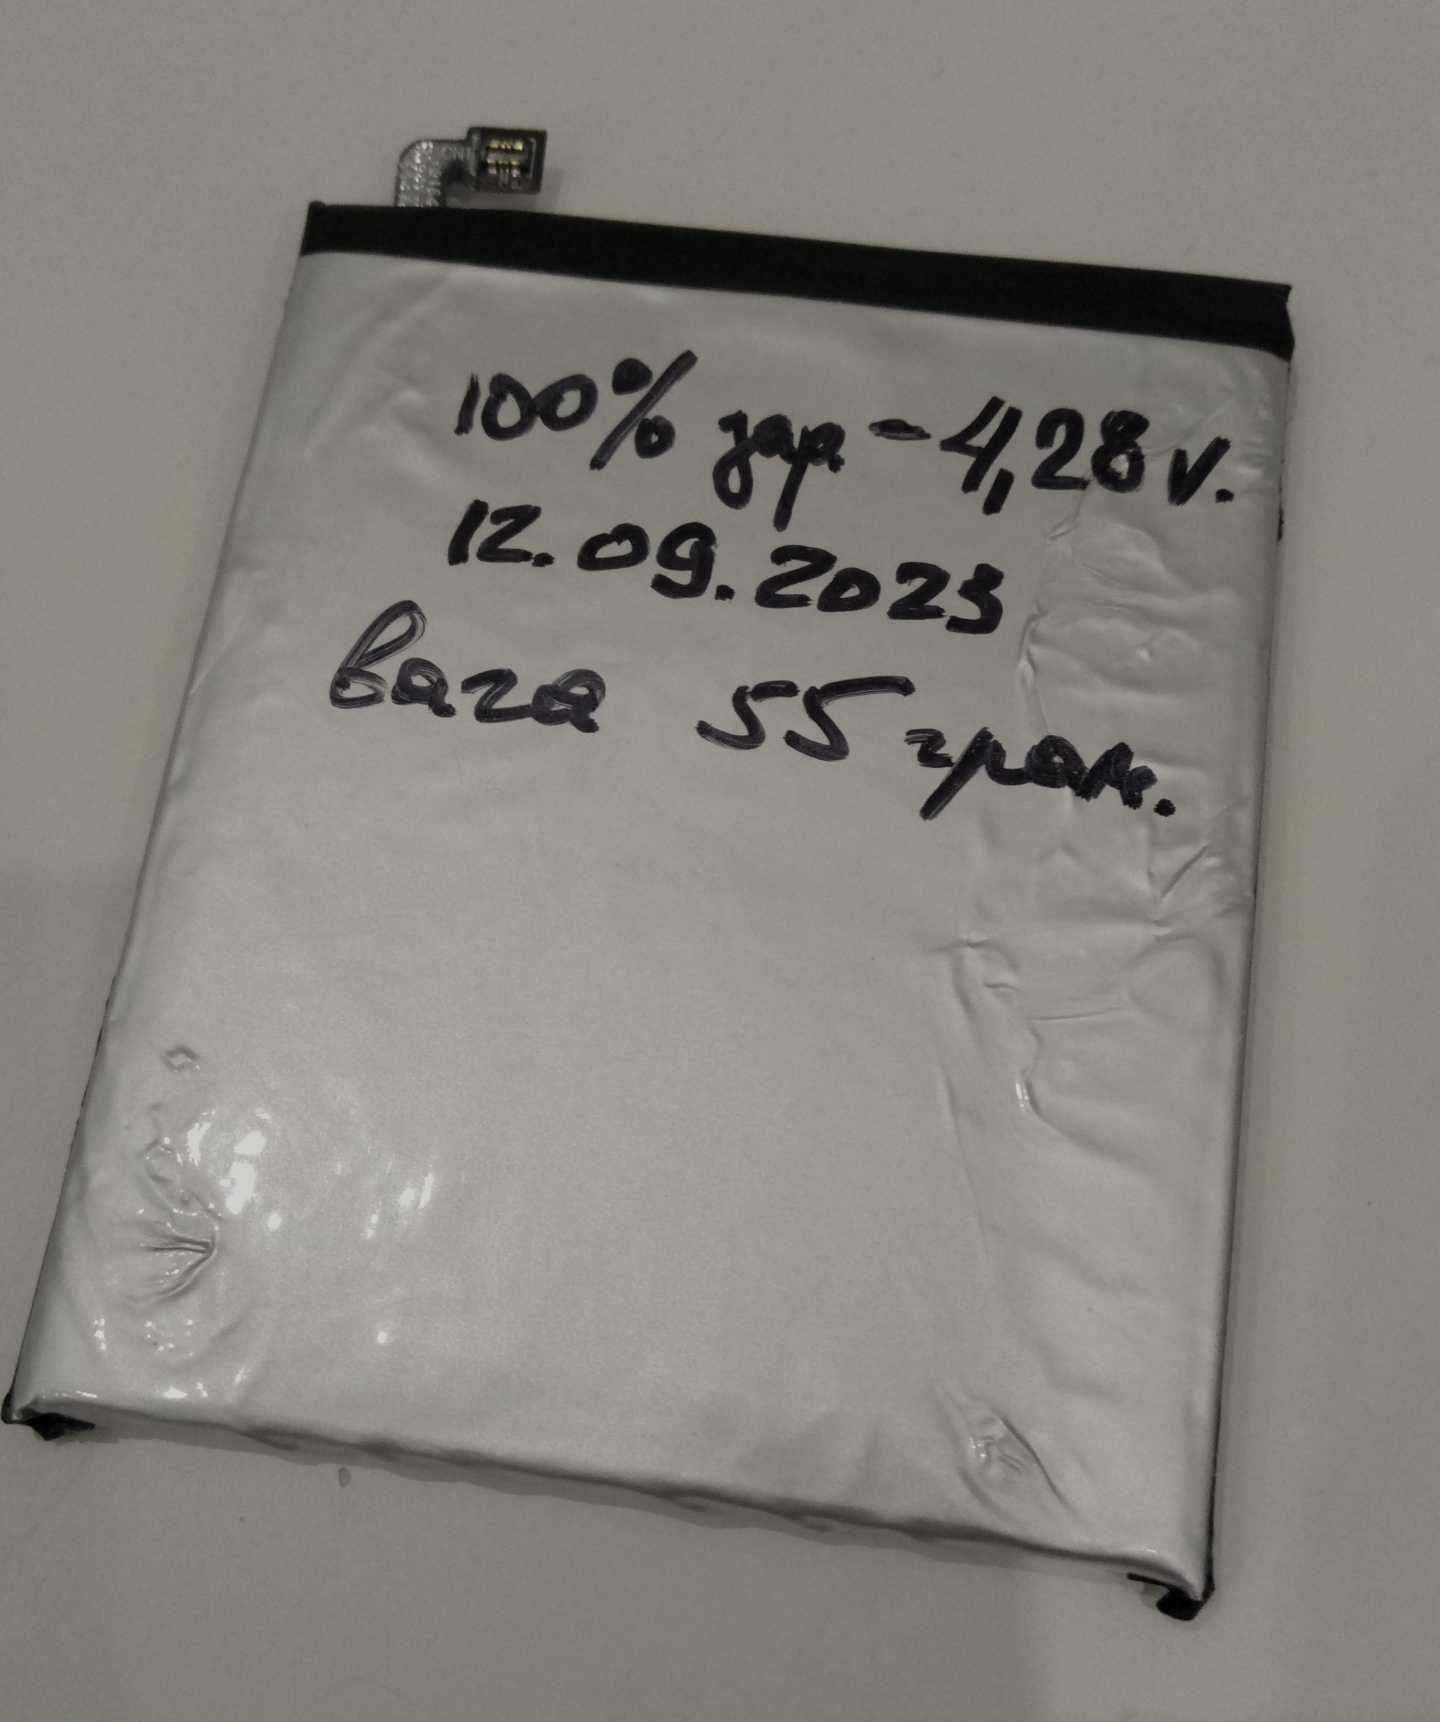 100% зар - 4,28 v.
12.09.2023
вага 55 грам.